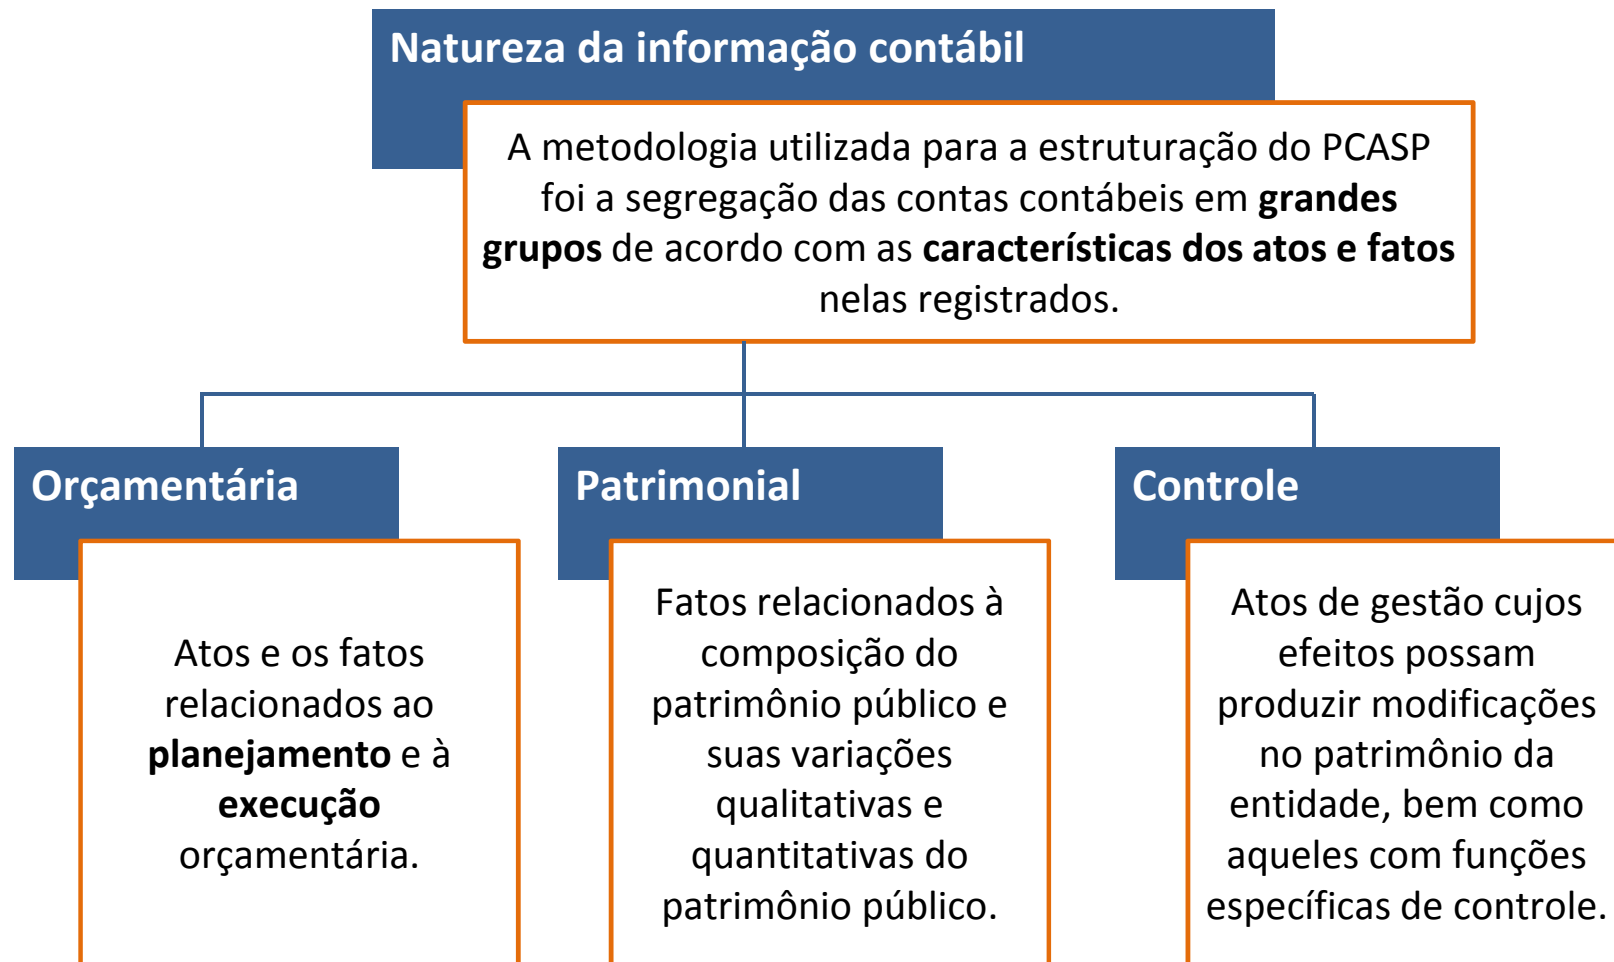 Natureza da informação contábil
A metodologia utilizada para a estruturação do PCASP
foi a segregação das contas contábeis em grandes
grupos de acordo com as características dos atos e fatos
nelas registrados.
Orçamentária
Atos e os fatos
relacionados ao
planejamento e à
execução
orçamentária.
Patrimonial
Fatos relacionados à
composição do
patrimônio público e
suas variações
qualitativas e
quantitativas do
patrimônio público.
Controle
Atos de gestão cujos
efeitos possam
produzir modificações
no patrimônio da
entidade, bem como
aqueles com funções
específicas de controle.